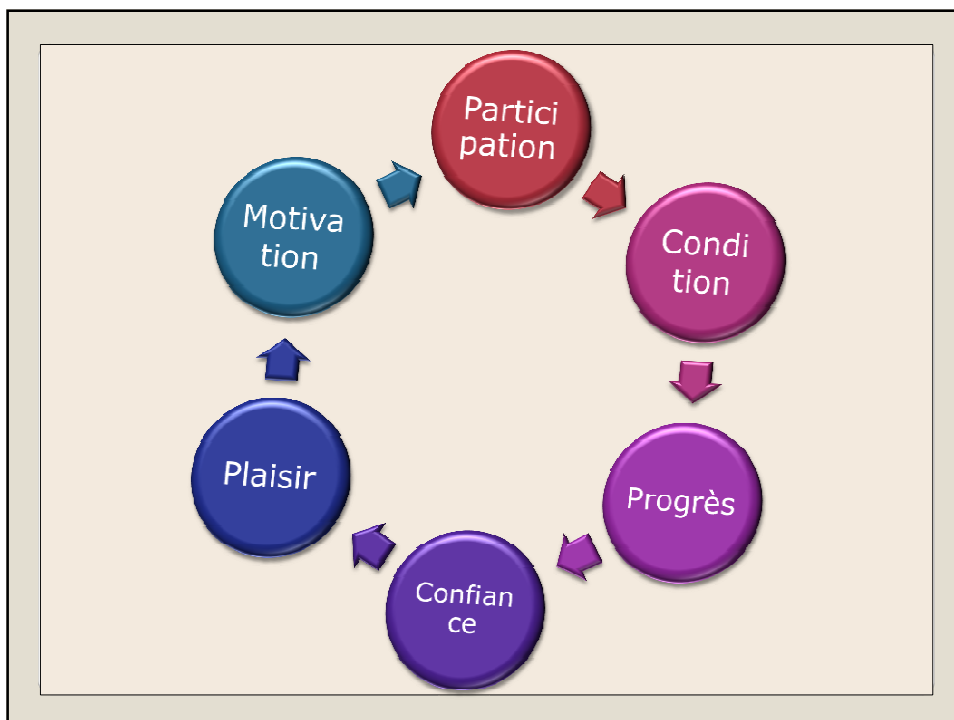 Partici
pation
Condi
tion
Progrès
Confian
ce
Plaisir
Motiva
tion